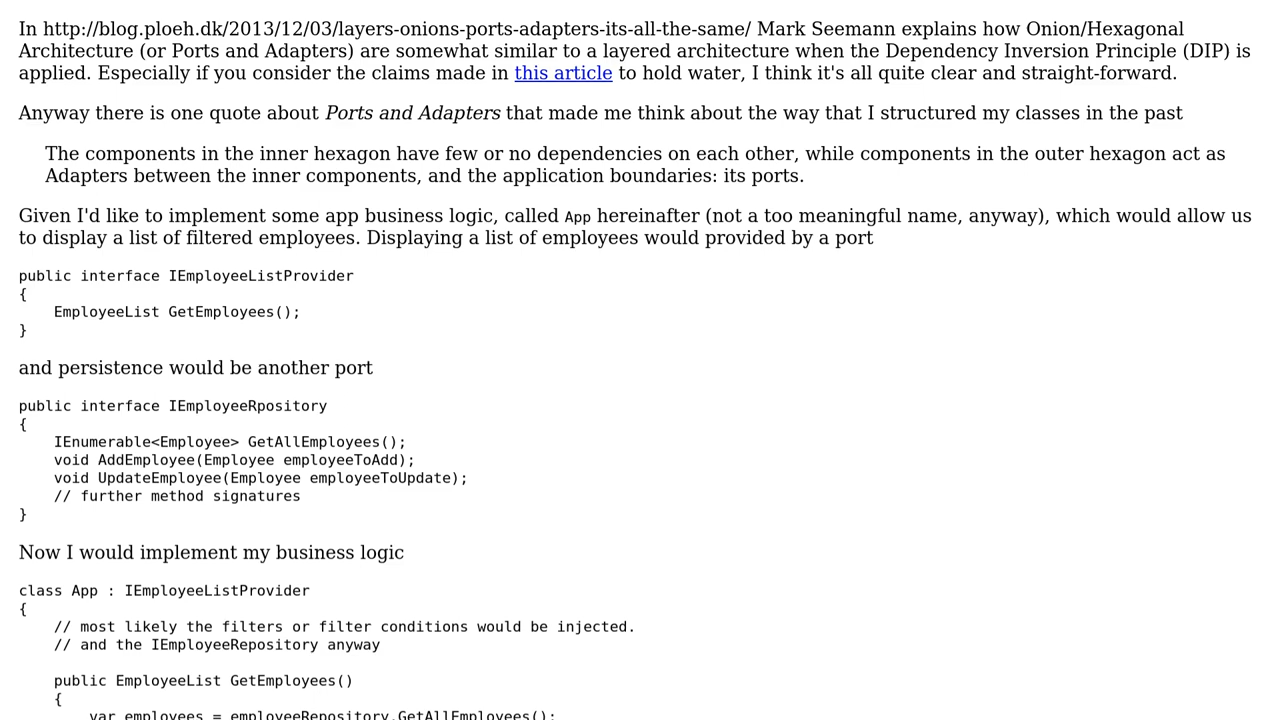 In http://blog.ploeh.dk/2013/12/03/layers-onions-ports-adapters-its-all-the-same/ Mark Seemann explains how Onion/Hexagonal
Architecture (or Ports and Adapters) are somewhat similar to a layered architecture when the Dependency Inversion Principle (DIP) is
applied. Especially if you consider the claims made in this article to hold water, I think it's all quite clear and straight-forward.
Anyway there is one quote about Ports and Adapters that made me think about the way that I structured my classes in the past
The components in the inner hexagon have few or no dependencies on each other, while components in the outer hexagon act as
Adapters between the inner components, and the application boundaries: its ports.
Given I'd like to implement some app business logic, called App hereinafter (not a too meaningful name, anyway), which would allow us
to display a list of filtered employees. Displaying a list of employees would provided by a port
public interface IEmployeeListProvider
{
    EmployeeList GetEmployees();
}
and persistence would be another port
public interface IEmployeeRpository
{
    IEnumerable<Employee> GetAllEmployees();
    void AddEmployee(Employee employeeToAdd);
    void UpdateEmployee(Employee employeeToUpdate);
    // further method signatures
}
Now I would implement my business logic
class App : IEmployeeListProvider
{
    // most likely the filters or filter conditions would be injected.
    // and the IEmployeeRepository anyway
    public EmployeeList GetEmployees()
    {
        var employees = employeeRepository.GetAllEmployees();